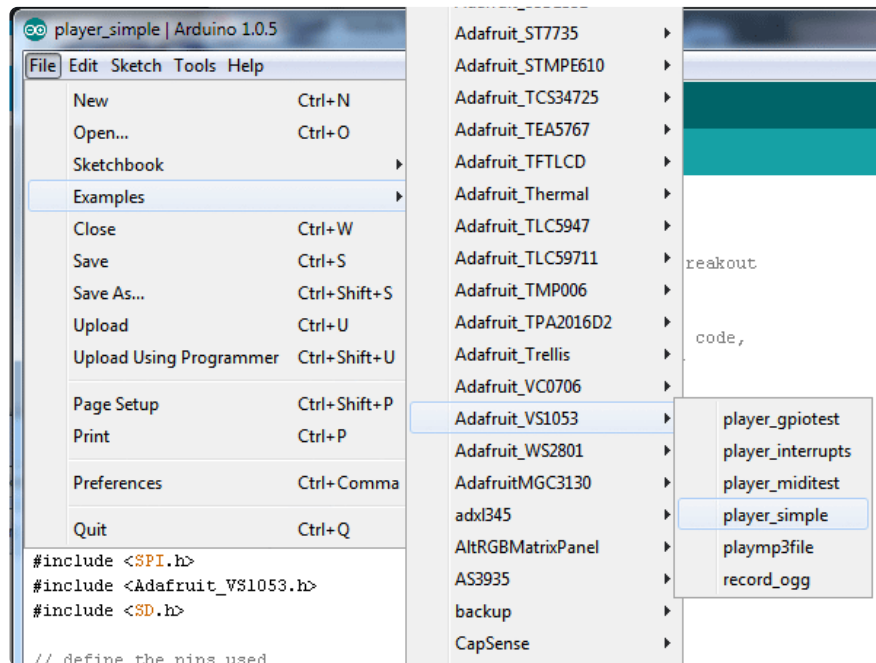 player_simple | Arduino 1.0.5
File Edit Sketch Tools Help
New Ctrl+N
Open... Ctrl+O
Sketchbook
Examples
Close Ctrl+W
Save Ctrl+S
Save As... Ctrl+Shift+S
Upload Ctrl+U
Upload Using Programmer Ctrl+Shift+U
Page Setup Ctrl+Shift+P
Print Ctrl+P
Preferences Ctrl+Comma
Quit Ctrl+Q
Adafruit_ST7735
Adafruit_STMPE610
Adafruit_TCS34725
Adafruit_TEA5767
Adafruit_TFTLCD
Adafruit_Thermal
Adafruit_TLC5947
Adafruit_TLC59711
Adafruit_TMP006
Adafruit_TPA2016D2
Adafruit_Trellis
Adafruit_VC0706
Adafruit_VS1053
Adafruit_WS2801
AdafruitMGC3130
adxl345
AltRGBMatrixPanel
AS3935
backup
CapSense
player_gpiotest
player_interrupts
player_miditest
player_simple
playmp3file
record_ogg
reakout
code,
#include <SPI.h>
#include <Adafruit_VS1053.h>
#include <SD.h>
// define the pins used